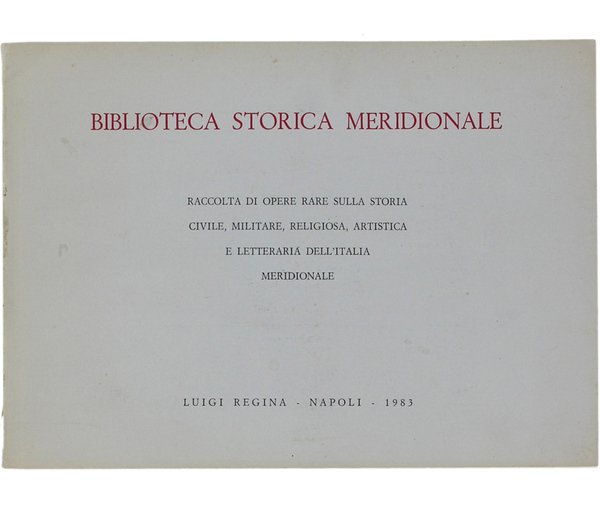 BIBLIOTECA STORICA MERIDIONALE
RACCOLTA DI OPERE RARE SULLA STORIA
CIVILE, MILITARE, RELIGIOSA, ARTISTICA
E LETTERARIA DELL'ITALIA
MERIDIONALE
LUIGI REGINA - NAPOLI - 1983